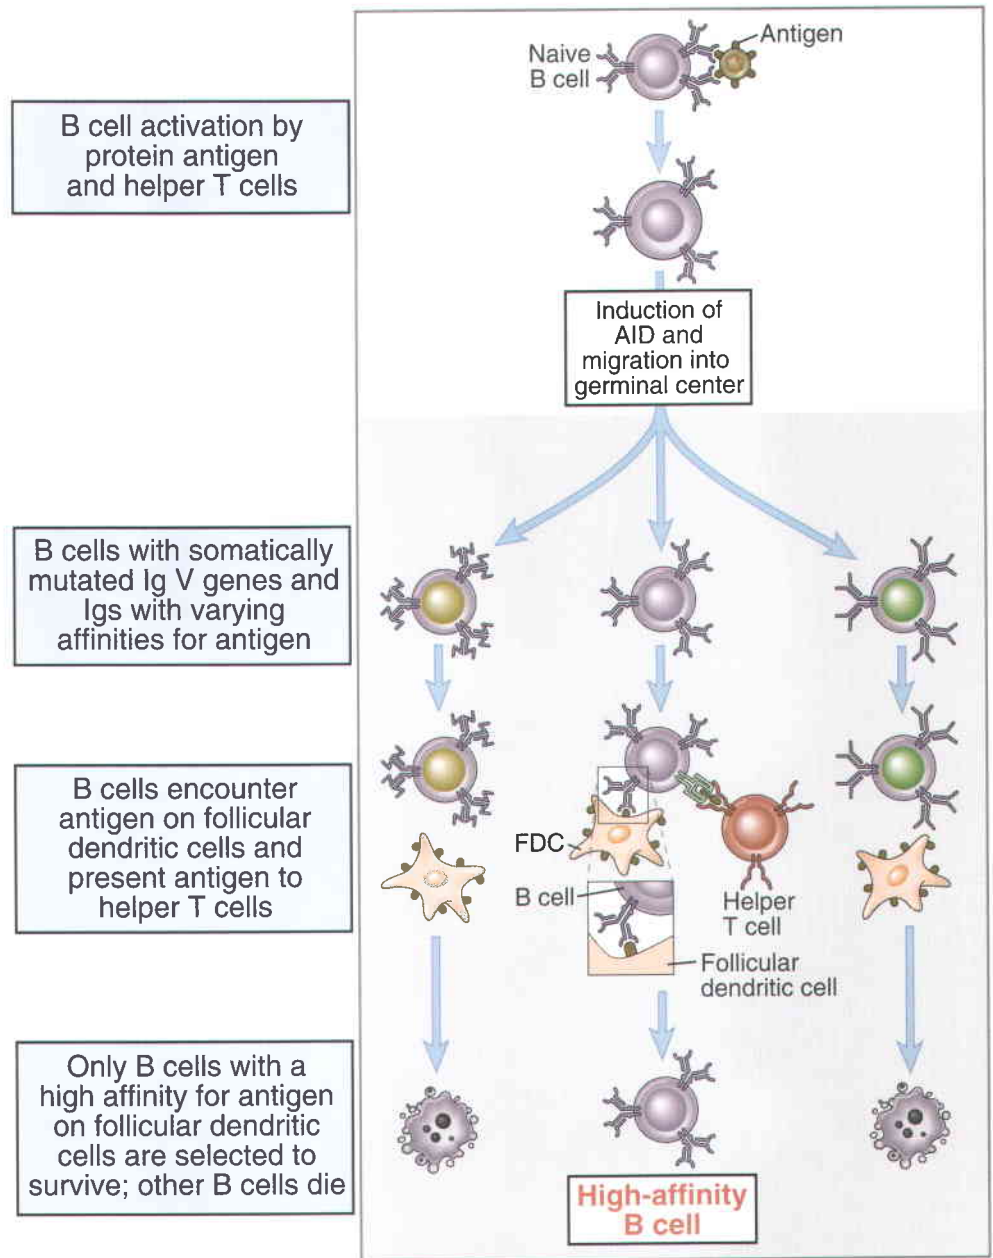 Naive
B cell
Antigen
B cell activation by
protein antigen
and helper T cells
Induction of
AID and
migration into
germinal center
B cells with somatically
mutated Ig V genes and
Igs with varying
affinities for antigen
B cells encounter
antigen on follicular
dendritic cells and
present antigen to
helper T cells
FDC
B cell
Helper
T cell
Follicular
dendritic cell
Only B cells with a
high affinity for antigen
on follicular dendritic
cells are selected to
survive; other B cells die
High-affinity
B cell